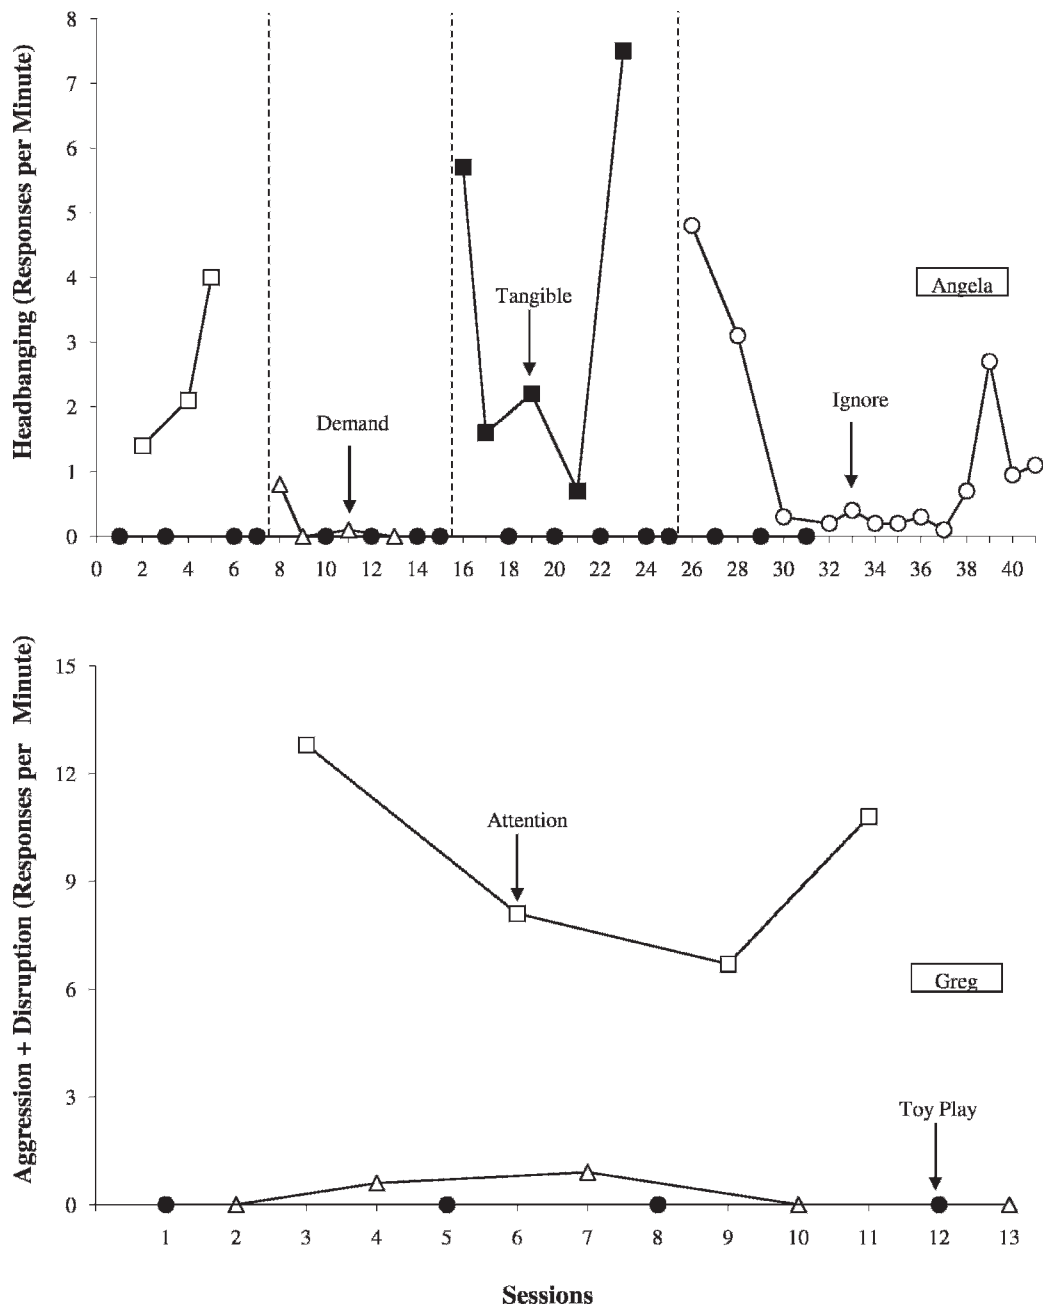 Headbanging (Responses per Minute)
8
7
6
5
4
3
2
1
0
Tangible
Angela
Demand
Ignore
0 2 4 6 8 10 12 14 16 18 20 22 24 26 28 30 32 34 36 38 40
Aggression + Disruption (Responses per Minute)
15
12
9
6
3
0
Attention
Greg
Toy Play
1 2 3 4 5 6 7 8 9 10 11 12 13
Sessions